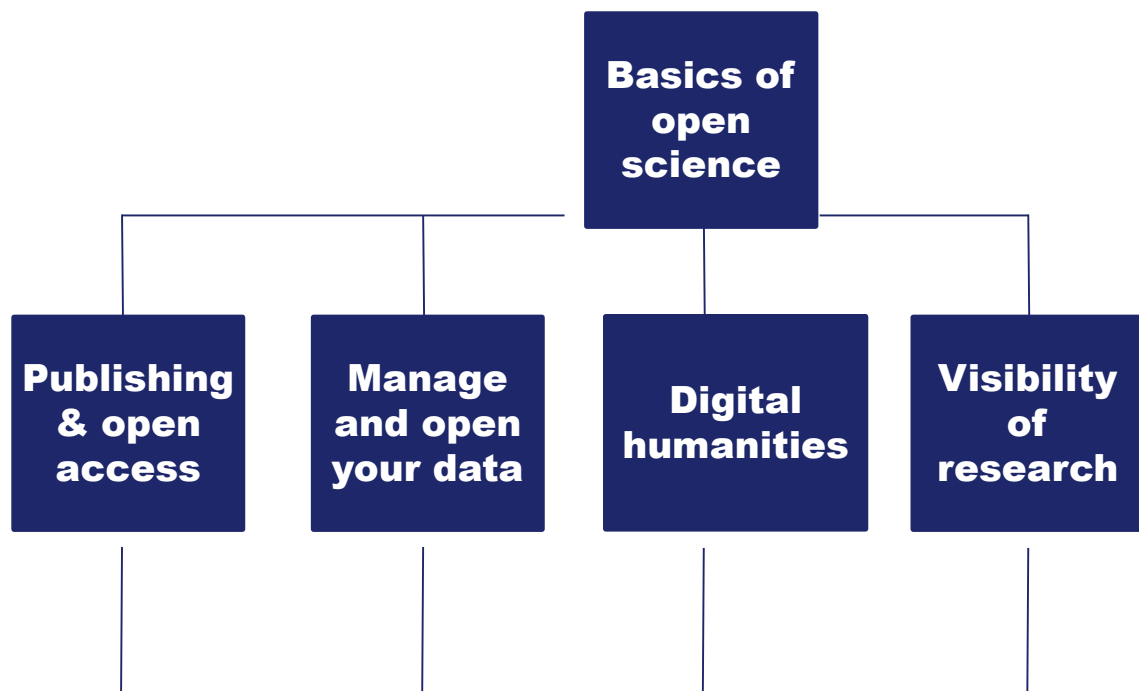 Basics of
open
science
Publishing
& open
access
Manage
and open
your data
Digital
humanities
Visibility
of
research